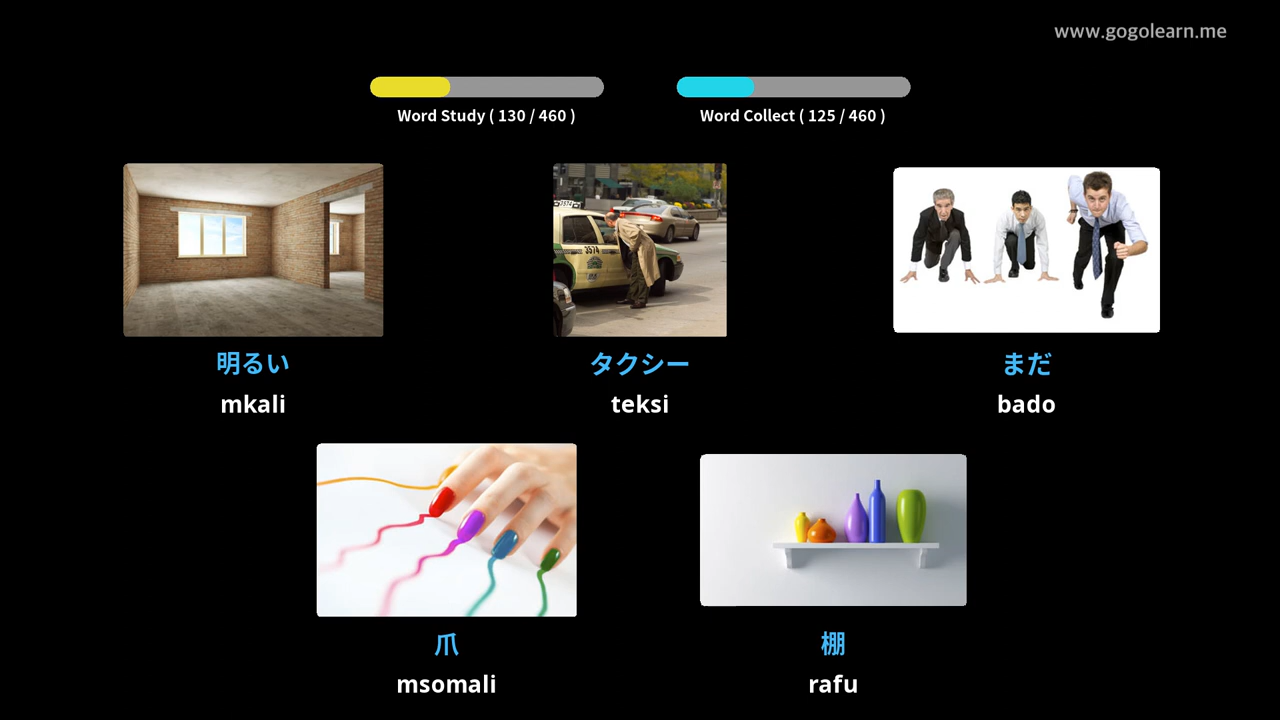 www.gogolearn.me
Word Study ( 130 / 460 )
Word Collect ( 125 / 460 )
明るい
mkali
タクシー
teksi
まだ
bado
3574
爪
msomali
棚
rafu